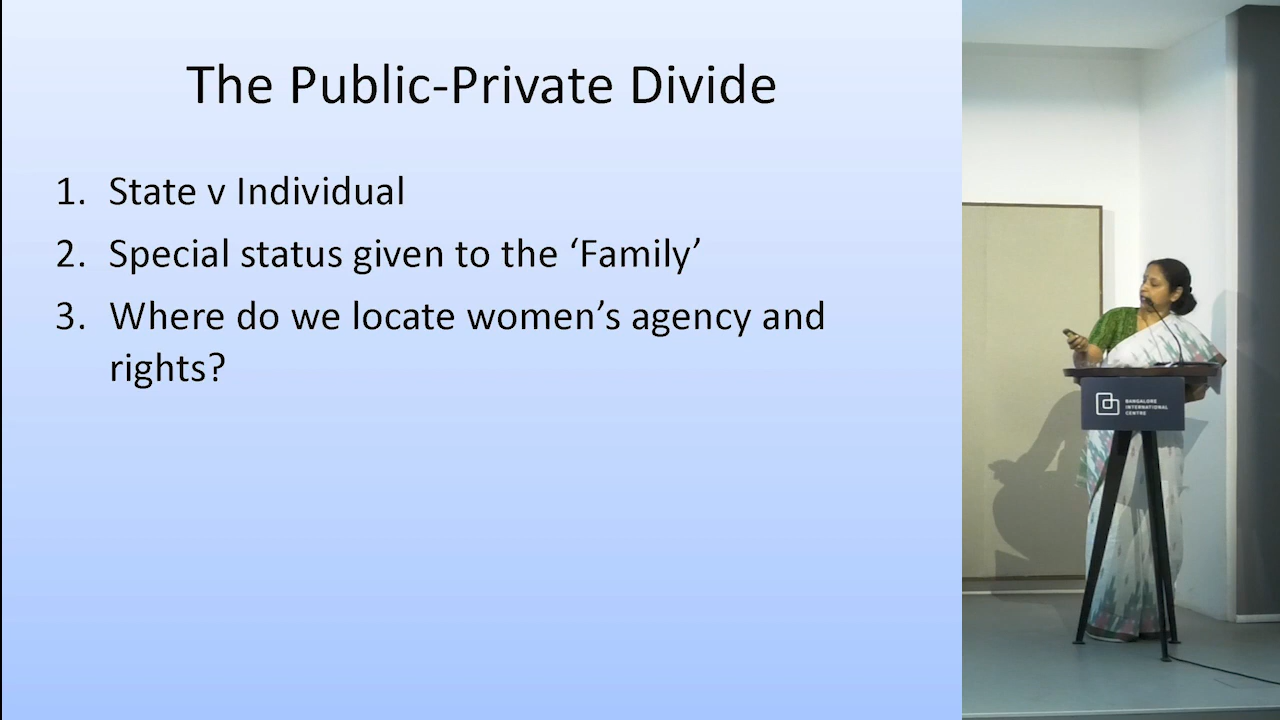 The Public-Private Divide
1. State v Individual
2. Special status given to the ‘Family’
3. Where do we locate women’s agency and
rights?
BANGALORE
INTERNATIONAL
CENTRE